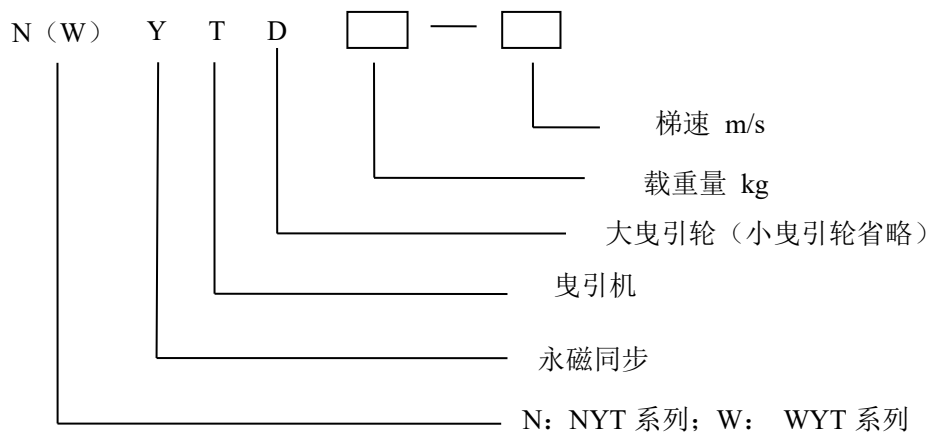 N（W） Y T D —
梯速 m/s
载重量 kg
大曳引轮（小曳引轮省略）
曳引机
永磁同步
N：NYT 系列；W： WYT 系列